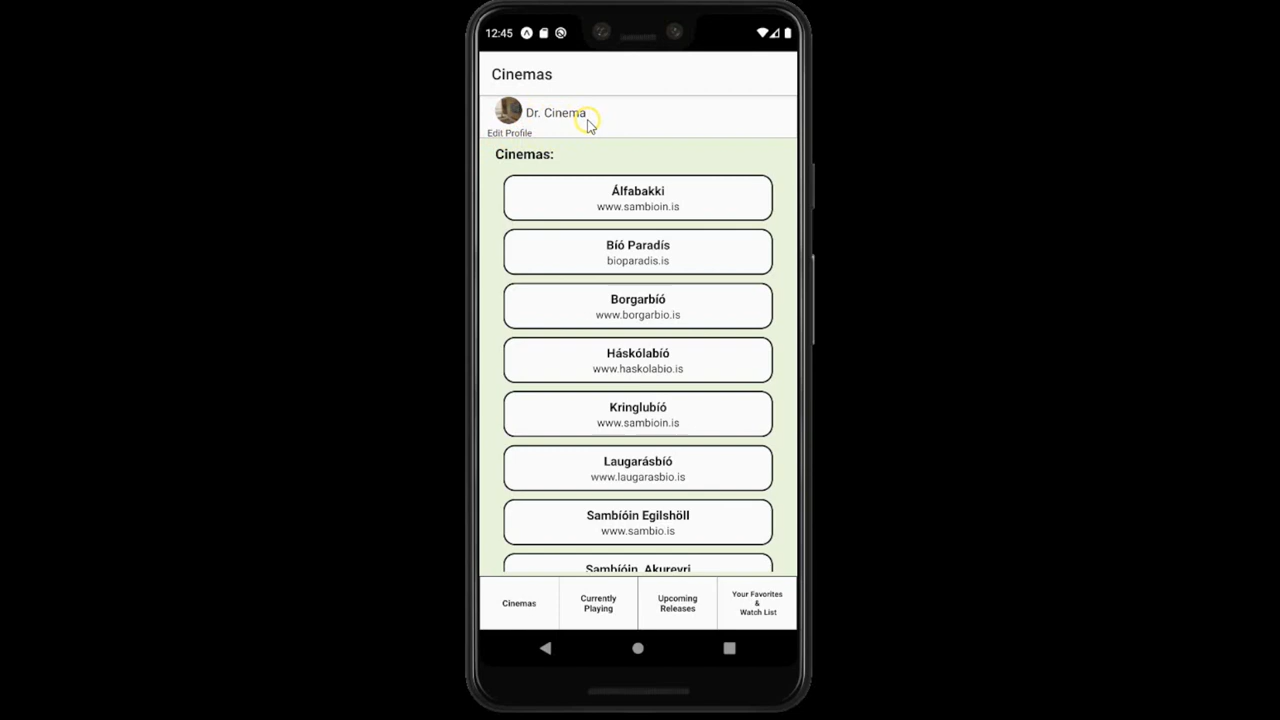 12:45
Cinemas
Dr. Cinema
Edit Profile
Cinemas:
Álfabakki
www.sambioin.is
Bíó Paradís
bioparadis.is
Borgarbíó
www.borgarbio.is
Háskólabíó
www.haskolabio.is
Kringlubíó
www.sambioin.is
Laugarásbíó
www.laugarasbio.is
Sambíóin Egilshöll
www.sambio.is
Sambíóin, Akureyri
Cinemas
Currently
Playing
Upcoming
Releases
Your Favorites
&
Watch List